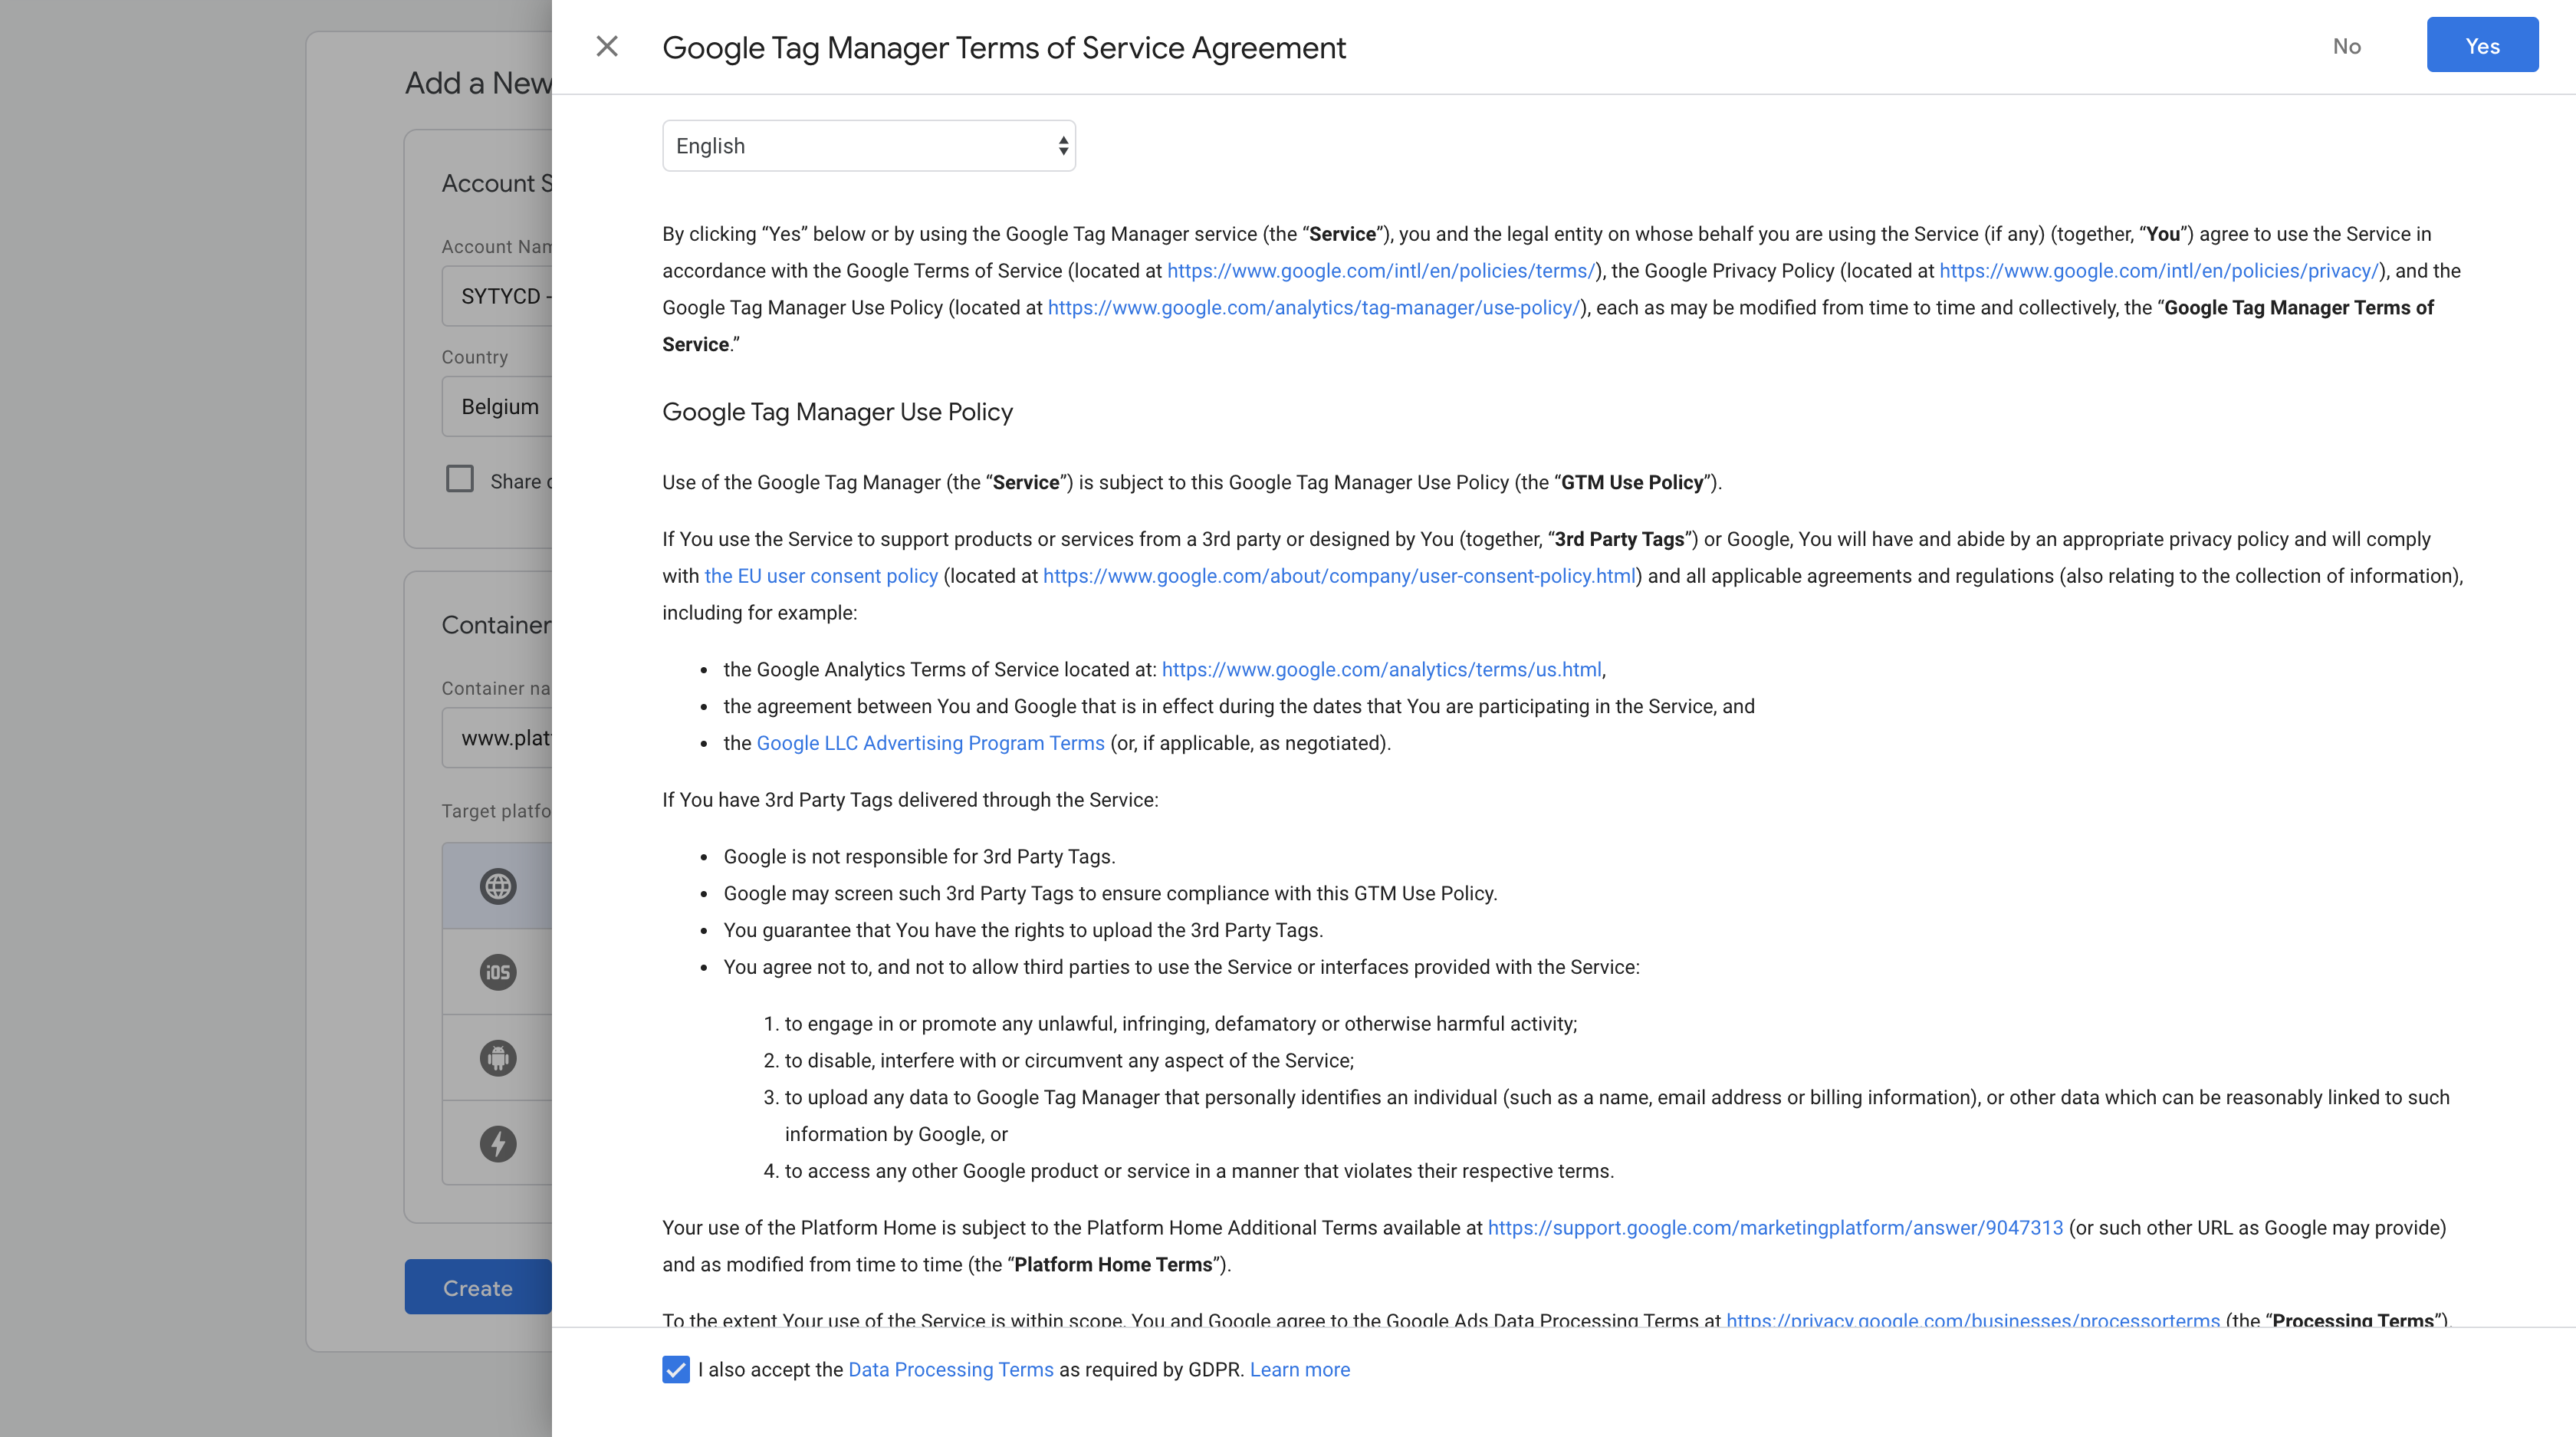 Google Tag Manager Terms of Service Agreement
No
Yes
Add a New
Account S
Account Nam
SYTYCD -
Country
Belgium
Share
Container
Container na
www.plat
Target platfo
iOS
Create
English
By clicking “Yes” below or by using the Google Tag Manager service (the “Service”), you and the legal entity on whose behalf you are using the Service (if any) (together, “You”) agree to use the Service in
accordance with the Google Terms of Service (located at https://www.google.com/intl/en/policies/terms/), the Google Privacy Policy (located at https://www.google.com/intl/en/policies/privacy/), and the
Google Tag Manager Use Policy (located at https://www.google.com/analytics/tag-manager/use-policy/), each as may be modified from time to time and collectively, the “Google Tag Manager Terms of
Service.”
Google Tag Manager Use Policy
Use of the Google Tag Manager (the “Service”) is subject to this Google Tag Manager Use Policy (the “GTM Use Policy”).
If You use the Service to support products or services from a 3rd party or designed by You (together, “3rd Party Tags”) or Google, You will have and abide by an appropriate privacy policy and will comply
with the EU user consent policy (located at https://www.google.com/about/company/user-consent-policy.html) and all applicable agreements and regulations (also relating to the collection of information),
including for example:
• the Google Analytics Terms of Service located at: https://www.google.com/analytics/terms/us.html,
• the agreement between You and Google that is in effect during the dates that You are participating in the Service, and
• the Google LLC Advertising Program Terms (or, if applicable, as negotiated).
If You have 3rd Party Tags delivered through the Service:
• Google is not responsible for 3rd Party Tags.
• Google may screen such 3rd Party Tags to ensure compliance with this GTM Use Policy.
• You guarantee that You have the rights to upload the 3rd Party Tags.
• You agree not to, and not to allow third parties to use the Service or interfaces provided with the Service:
1. to engage in or promote any unlawful, infringing, defamatory or otherwise harmful activity;
2. to disable, interfere with or circumvent any aspect of the Service;
3. to upload any data to Google Tag Manager that personally identifies an individual (such as a name, email address or billing information), or other data which can be reasonably linked to such
information by Google, or
4. to access any other Google product or service in a manner that violates their respective terms.
Your use of the Platform Home is subject to the Platform Home Additional Terms available at https://support.google.com/marketingplatform/answer/9047313 (or such other URL as Google may provide)
and as modified from time to time (the “Platform Home Terms”).
To the extent Your use of the Service is within scope, You and Google agree to the Google Ads Data Processing Terms at https://privacy.google.com/businesses/processorterms (the “Processing Terms”).
I also accept the Data Processing Terms as required by GDPR. Learn more